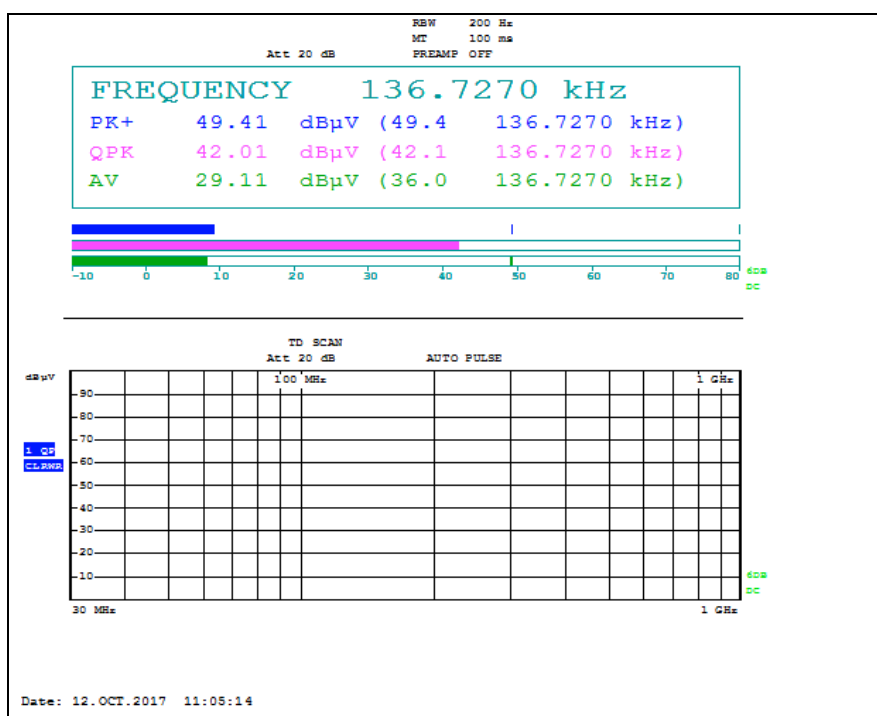 RBW 200 Hz
MT 100 ms
Att 20 dB PREAMP OFF
FREQUENCY 136.7270 kHz
PK+ 49.41 dBµV (49.4 136.7270 kHz)
QPK 42.01 dBµV (42.1 136.7270 kHz)
AV 29.11 dBµV (36.0 136.7270 kHz)
-10 0 10 20 30 40 50 60 70 80
6DB
DC
TD SCAN
Att 20 dB AUTO PULSE
dBµV 100 MHz 1 GHz
90
80
70
1 QP
CLRWR 60
50
40
30
20
10 6DB
DC
30 MHz 1 GHz
Date: 12.OCT.2017 11:05:14